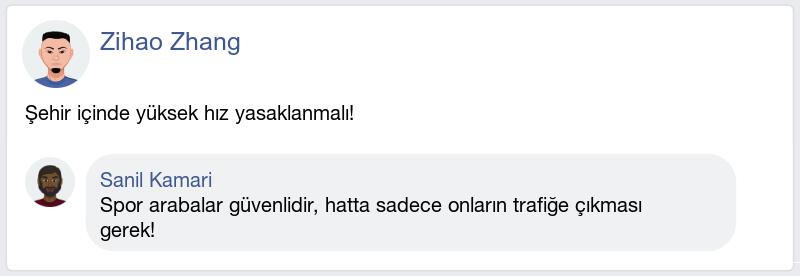 Zihao Zhang
Şehir içinde yüksek hız yasaklanmalı!
Sanil Kamari
Spor arabalar güvenlidir, hatta sadece onların trafiğe çıkması
gerek!